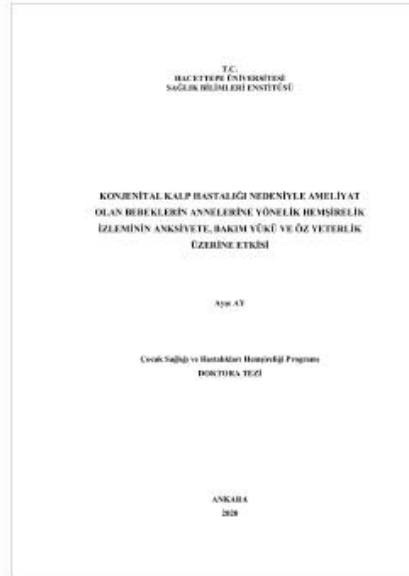 T.C.
HACETTEPE ÜNİVERSİTESİ
SAĞLIK BİLİMLERİ ENSTİTÜSÜ
KONJENİTAL KALP HASTALIĞI NEDENİYLE AMELİYAT
OLAN BEBEKLERİN ANNELERİNE YÖNELİK HEMŞİRELİK
İZLEMİNİN ANKSİYETE, BAKIM YÜKÜ VE ÖZ YETERLİK
ÜZERİNE ETKİSİ
Ayşe AY
Çocuk Sağlığı ve Hastalıkları Hemşireliği Programı
DOKTORA TEZİ
ANKARA
2020